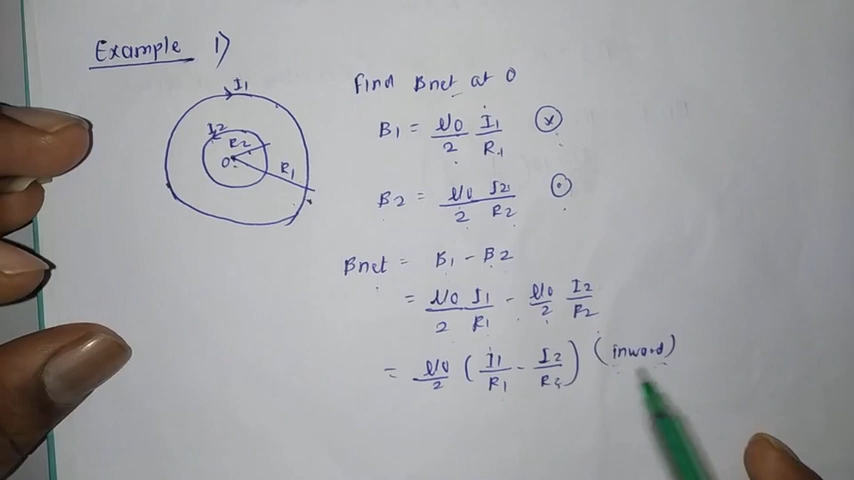 Example 1)
I1
I2
R2
O
R1
Find Bnet at O
B1 = μ0/2 I1/R1 ⊗
B2 = μ0/2 I2/R2 ⊙
Bnet = B1 - B2
= μ0/2 I1/R1 - μ0/2 I2/R2
= μ0/2 (I1/R1 - I2/R2) (inward)